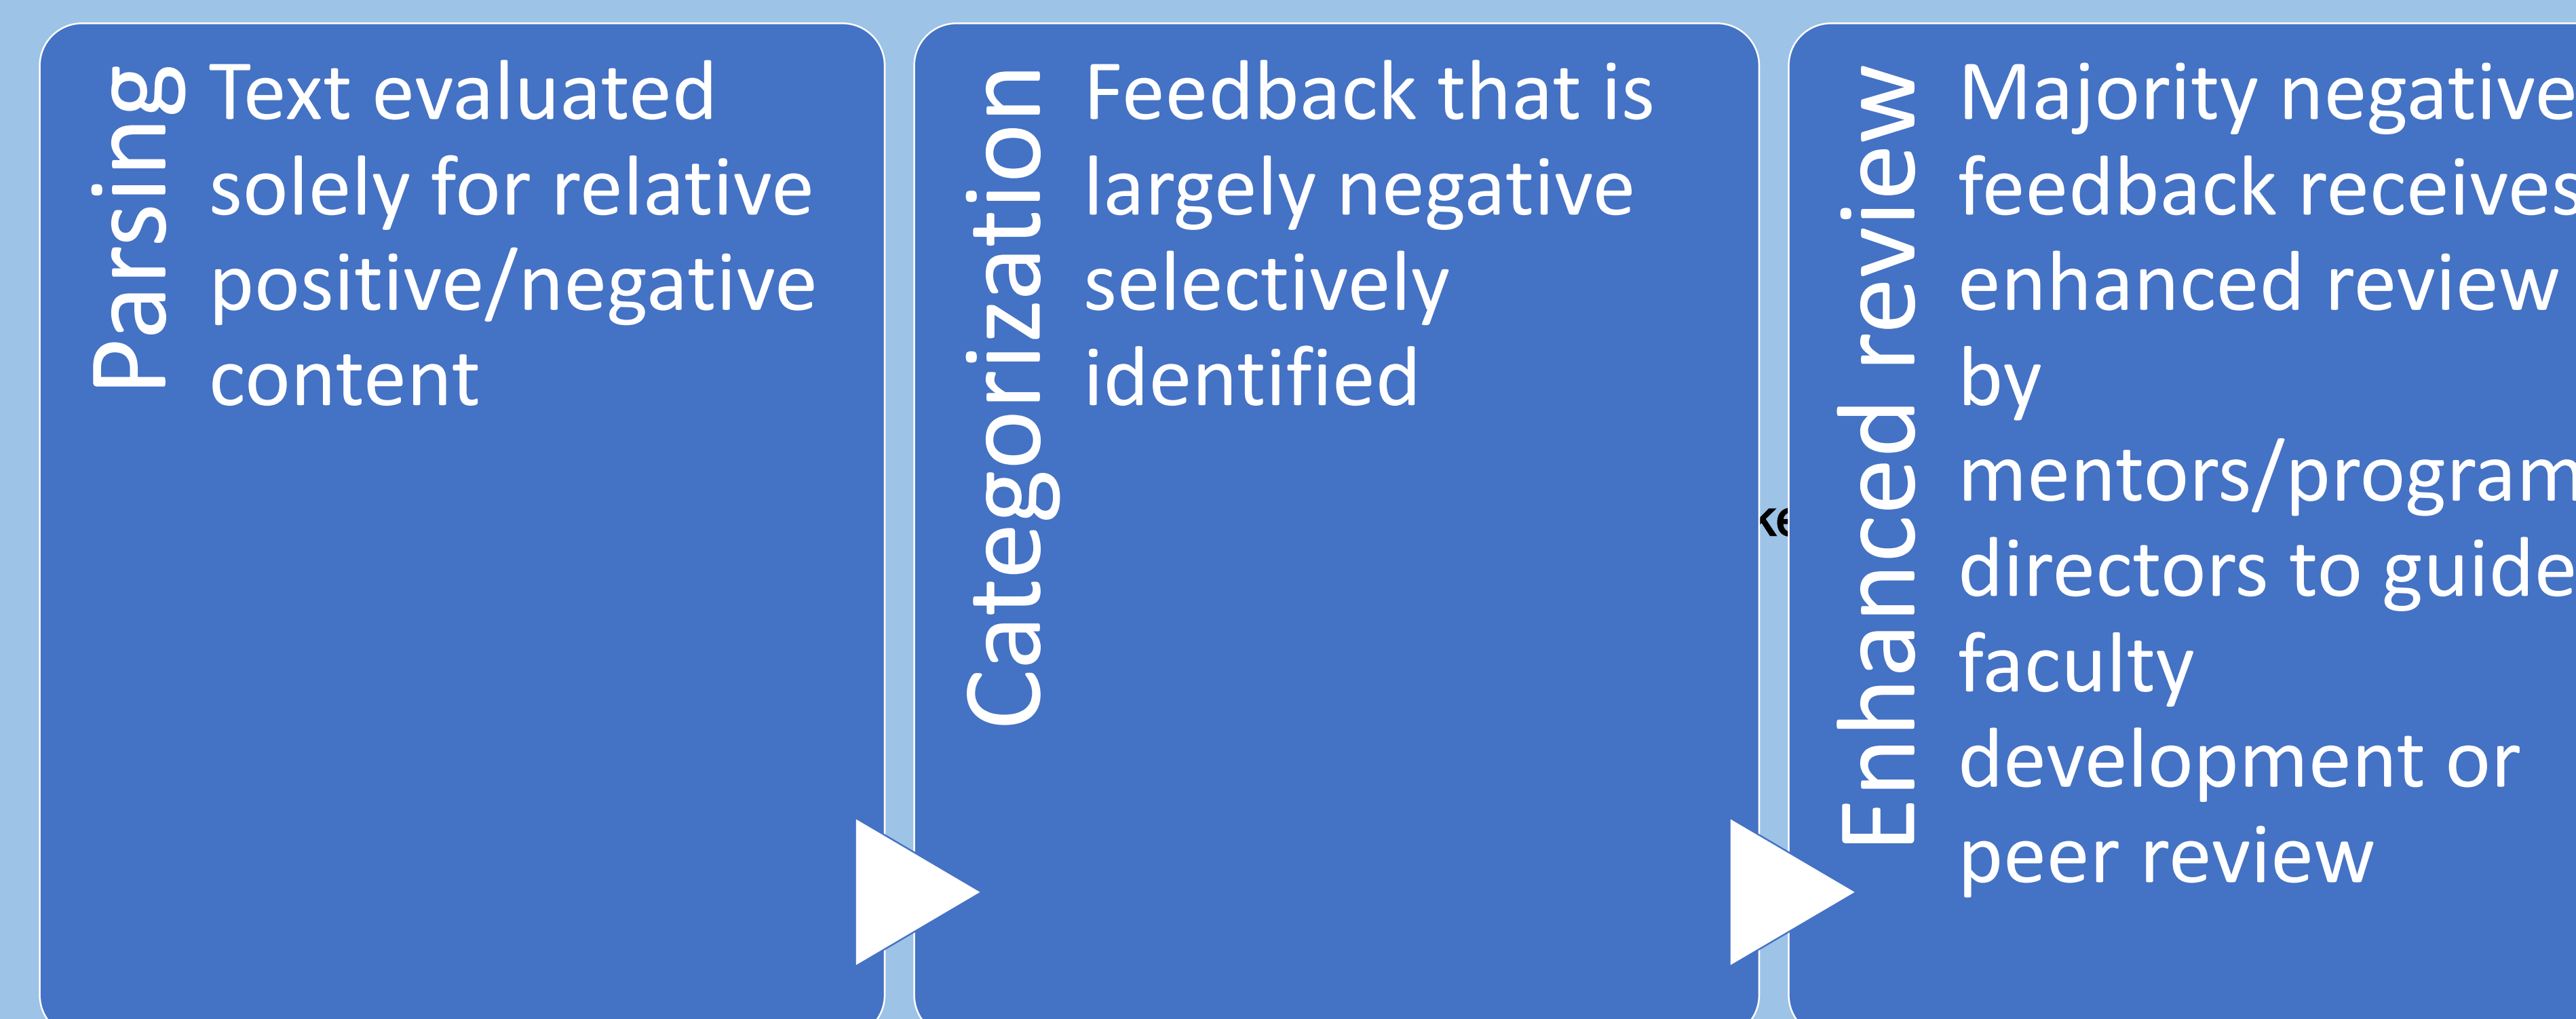 Parsing
Text evaluated
solely for relative
positive/negative
content
Categorization
Feedback that is
largely negative
selectively
identified
Enhanced review
Majority negative
feedback receives
enhanced review
by
mentors/program
directors to guide
faculty
development or
peer review